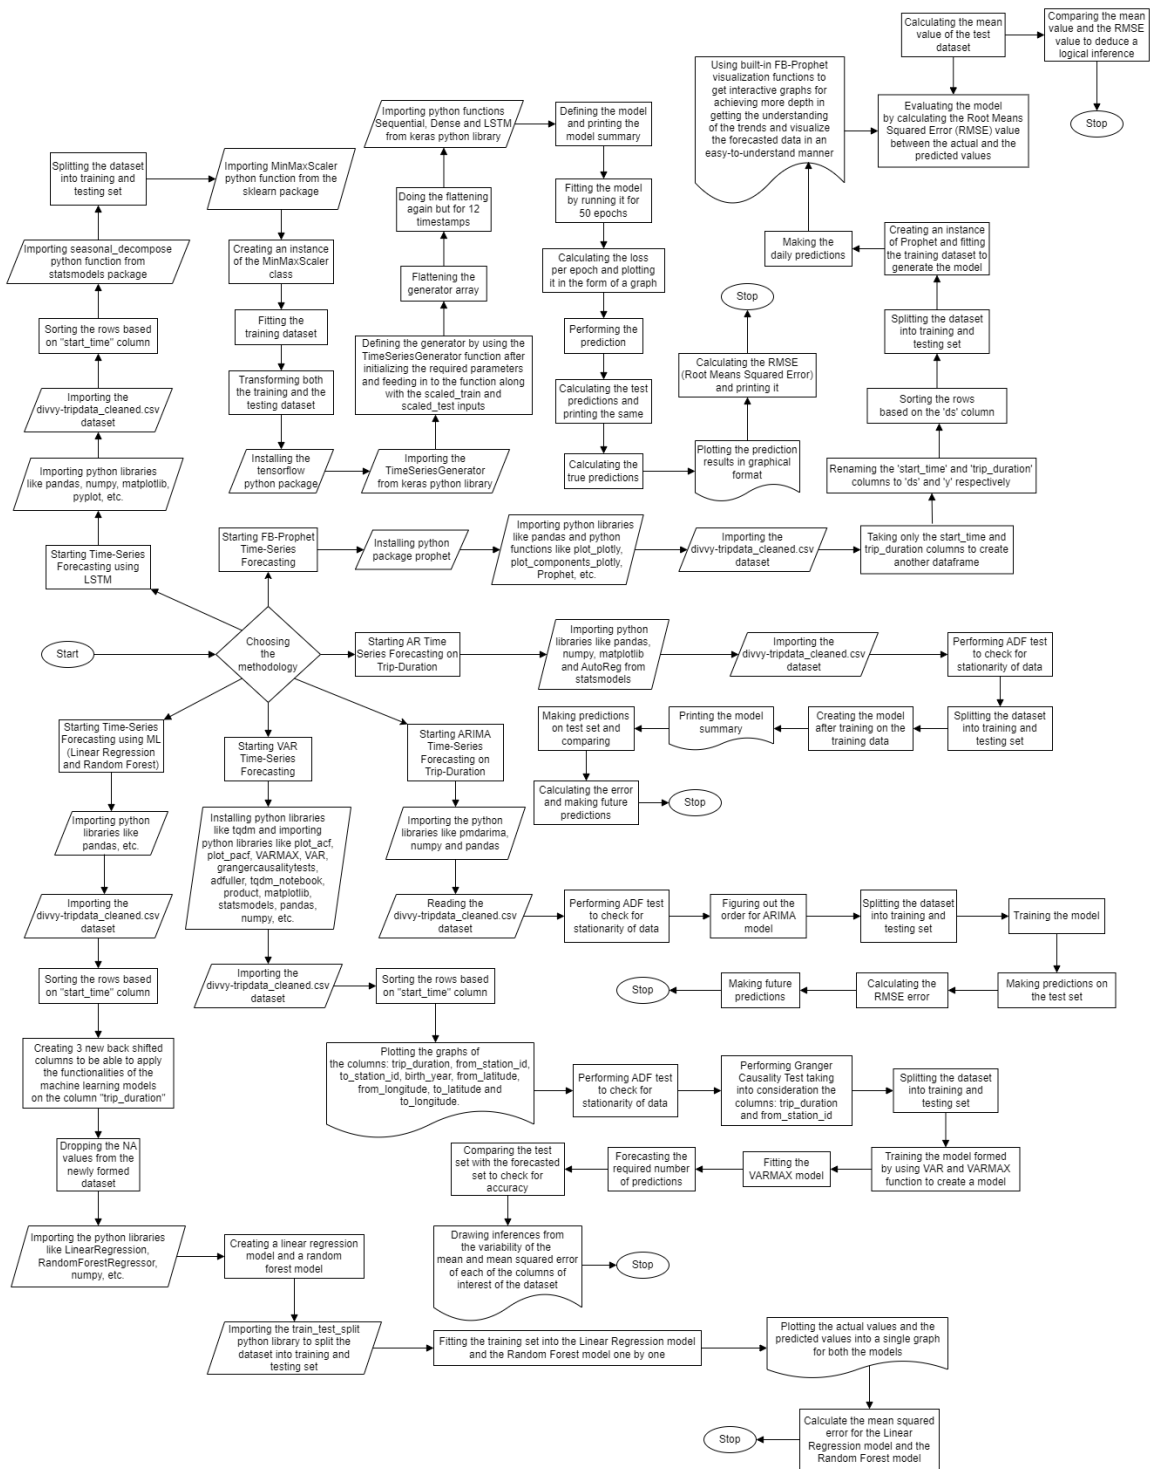 Calculating the mean
value of the test
dataset
Comparing the mean
value and the RMSE
value to deduce a
logical inference
Using built-in FB-Prophet
visualization functions to
get interactive graphs for
achieving more depth in
getting the understanding
of the trends and visualize
the forecasted data in an
easy-to-understand manner
Evaluating the model
by calculating the Root Means
Squared Error (RMSE) value
between the actual and the
predicted values
Stop
Importing python functions
Sequential, Dense and LSTM
from keras python library
Defining the model
and printing the
model summary
Splitting the dataset
into training and
testing set
Importing MinMaxScaler
python function from the
sklearn package
Doing the flattening
again but for 12
timestamps
Fitting the model
by running it for
50 epochs
Importing seasonal_decompose
python function from
statsmodels package
Creating an instance
of the MinMaxScaler
class
Flattening the
generator array
Calculating the loss
per epoch and plotting
it in the form of a graph
Making the
daily predictions
Creating an instance
of Prophet and fitting
the training dataset to
generate the model
Stop
Sorting the rows based
on "start_time" column
Fitting the
training dataset
Defining the generator by using the
TimeSeriesGenerator function after
initializing the required parameters
and feeding in to the function along
with the scaled_train and
scaled_test inputs
Performing the
prediction
Splitting the dataset
into training and
testing set
Importing the
divvy-tripdata_cleaned.csv
dataset
Transforming both
the training and the
testing dataset
Calculating the test
predictions and
printing the same
Calculating the RMSE
(Root Means Squared Error)
and printing it
Sorting the rows
based on the 'ds' column
Importing python libraries
like pandas, numpy, matplotlib,
pyplot, etc.
Installing the
tensorflow
python package
Importing the
TimeSeriesGenerator
from keras python library
Calculating the
true predictions
Plotting the prediction
results in graphical
format
Renaming the 'start_time' and 'trip_duration'
columns to 'ds' and 'y' respectively
Starting Time-Series
Forecasting using
LSTM
Starting FB-Prophet
Time-Series
Forecasting
Installing python
package prophet
Importing python libraries
like pandas and python
functions like plot_plotly,
plot_components_plotly,
Prophet, etc.
Importing the
divvy-tripdata_cleaned.csv
dataset
Taking only the start_time and
trip_duration columns to create
another dataframe
Start
Choosing
the
methodology
Starting AR Time
Series Forecasting on
Trip-Duration
Importing python
libraries like pandas,
numpy, matplotlib
and AutoReg from
statsmodels
Importing the
divvy-tripdata_cleaned.csv
dataset
Performing ADF test
to check for
stationarity of data
Starting Time-Series
Forecasting using ML
(Linear Regression
and Random Forest)
Starting VAR
Time-Series
Forecasting
Starting ARIMA
Time-Series
Forecasting on
Trip-Duration
Making predictions
on test set and
comparing
Printing the model
summary
Creating the model
after training on the
training data
Splitting the dataset
into training and
testing set
Calculating the error
and making future
predictions
Stop
Importing python
libraries like
pandas, etc.
Installing python libraries
like tqdm and importing
python libraries like plot_acf,
plot_pacf, VARMAX, VAR,
grangercausalitytests,
adfuller, tqdm_notebook,
product, matplotlib,
statsmodels, pandas,
numpy, etc.
Importing the python
libraries like pmdarima,
numpy and pandas
Importing the
divvy-tripdata_cleaned.csv
dataset
Reading the
divvy-tripdata_cleaned.csv
dataset
Performing ADF test
to check for
stationarity of data
Figuring out the
order for ARIMA
model
Splitting the dataset
into training and
testing set
Training the model
Sorting the rows based
on "start_time" column
Importing the
divvy-tripdata_cleaned.csv
dataset
Sorting the rows based
on "start_time" column
Stop
Making future
predictions
Calculating the
RMSE error
Making predictions on
the test set
Creating 3 new back shifted
columns to be able to apply
the functionalities of the
machine learning models
on the column "trip_duration"
Plotting the graphs of
the columns: trip_duration, from_station_id,
to_station_id, birth_year, from_latitude,
from_longitude, to_latitude and
to_longitude.
Performing ADF test
to check for
stationarity of data
Performing Granger
Causality Test taking
into consideration the
columns: trip_duration
and from_station_id
Splitting the dataset
into training and
testing set
Dropping the NA
values from the
newly formed
dataset
Comparing the test
set with the forecasted
set to check for
accuracy
Forecasting the
required number
of predictions
Fitting the
VARMAX model
Training the model formed
by using VAR and VARMAX
function to create a model
Importing the python libraries
like LinearRegression,
RandomForestRegressor,
numpy, etc.
Creating a linear regression
model and a random
forest model
Drawing inferences from
the variability of the
mean and mean squared error
of each of the columns of
interest of the dataset
Stop
Importing the train_test_split
python library to split the
dataset into training and
testing set
Fitting the training set into the Linear Regression model
and the Random Forest model one by one
Plotting the actual values and the
predicted values into a single graph
for both the models
Stop
Calculate the mean squared
error for the Linear
Regression model and the
Random Forest model